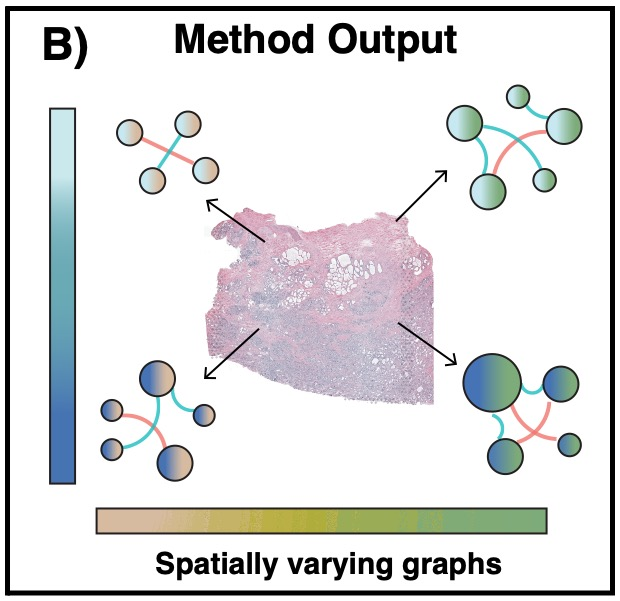 B)
Method Output
Spatially varying graphs